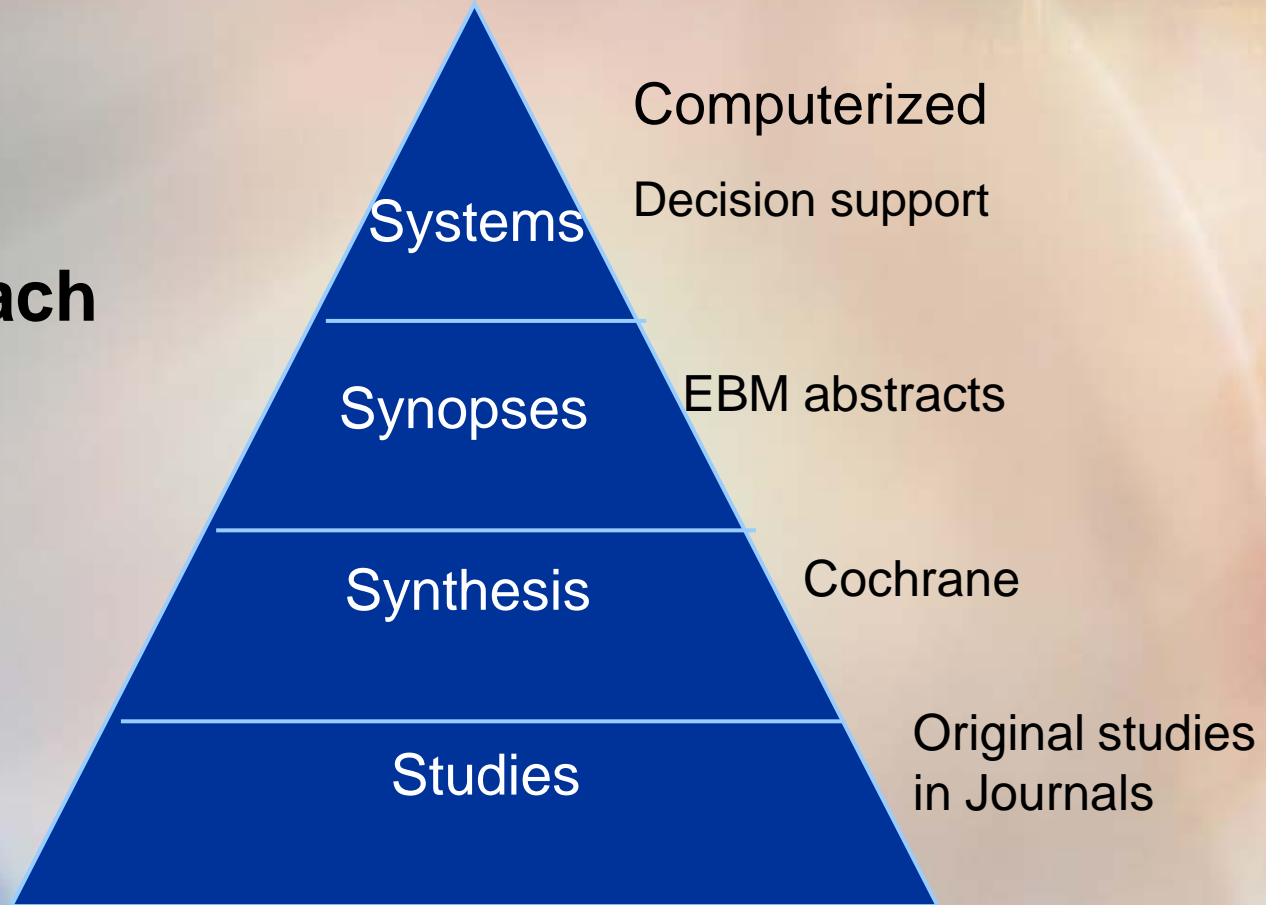 Computerized
Decision support
Systems
ach
Synopses
EBM abstracts
Synthesis
Cochrane
Studies
Original studies
in Journals